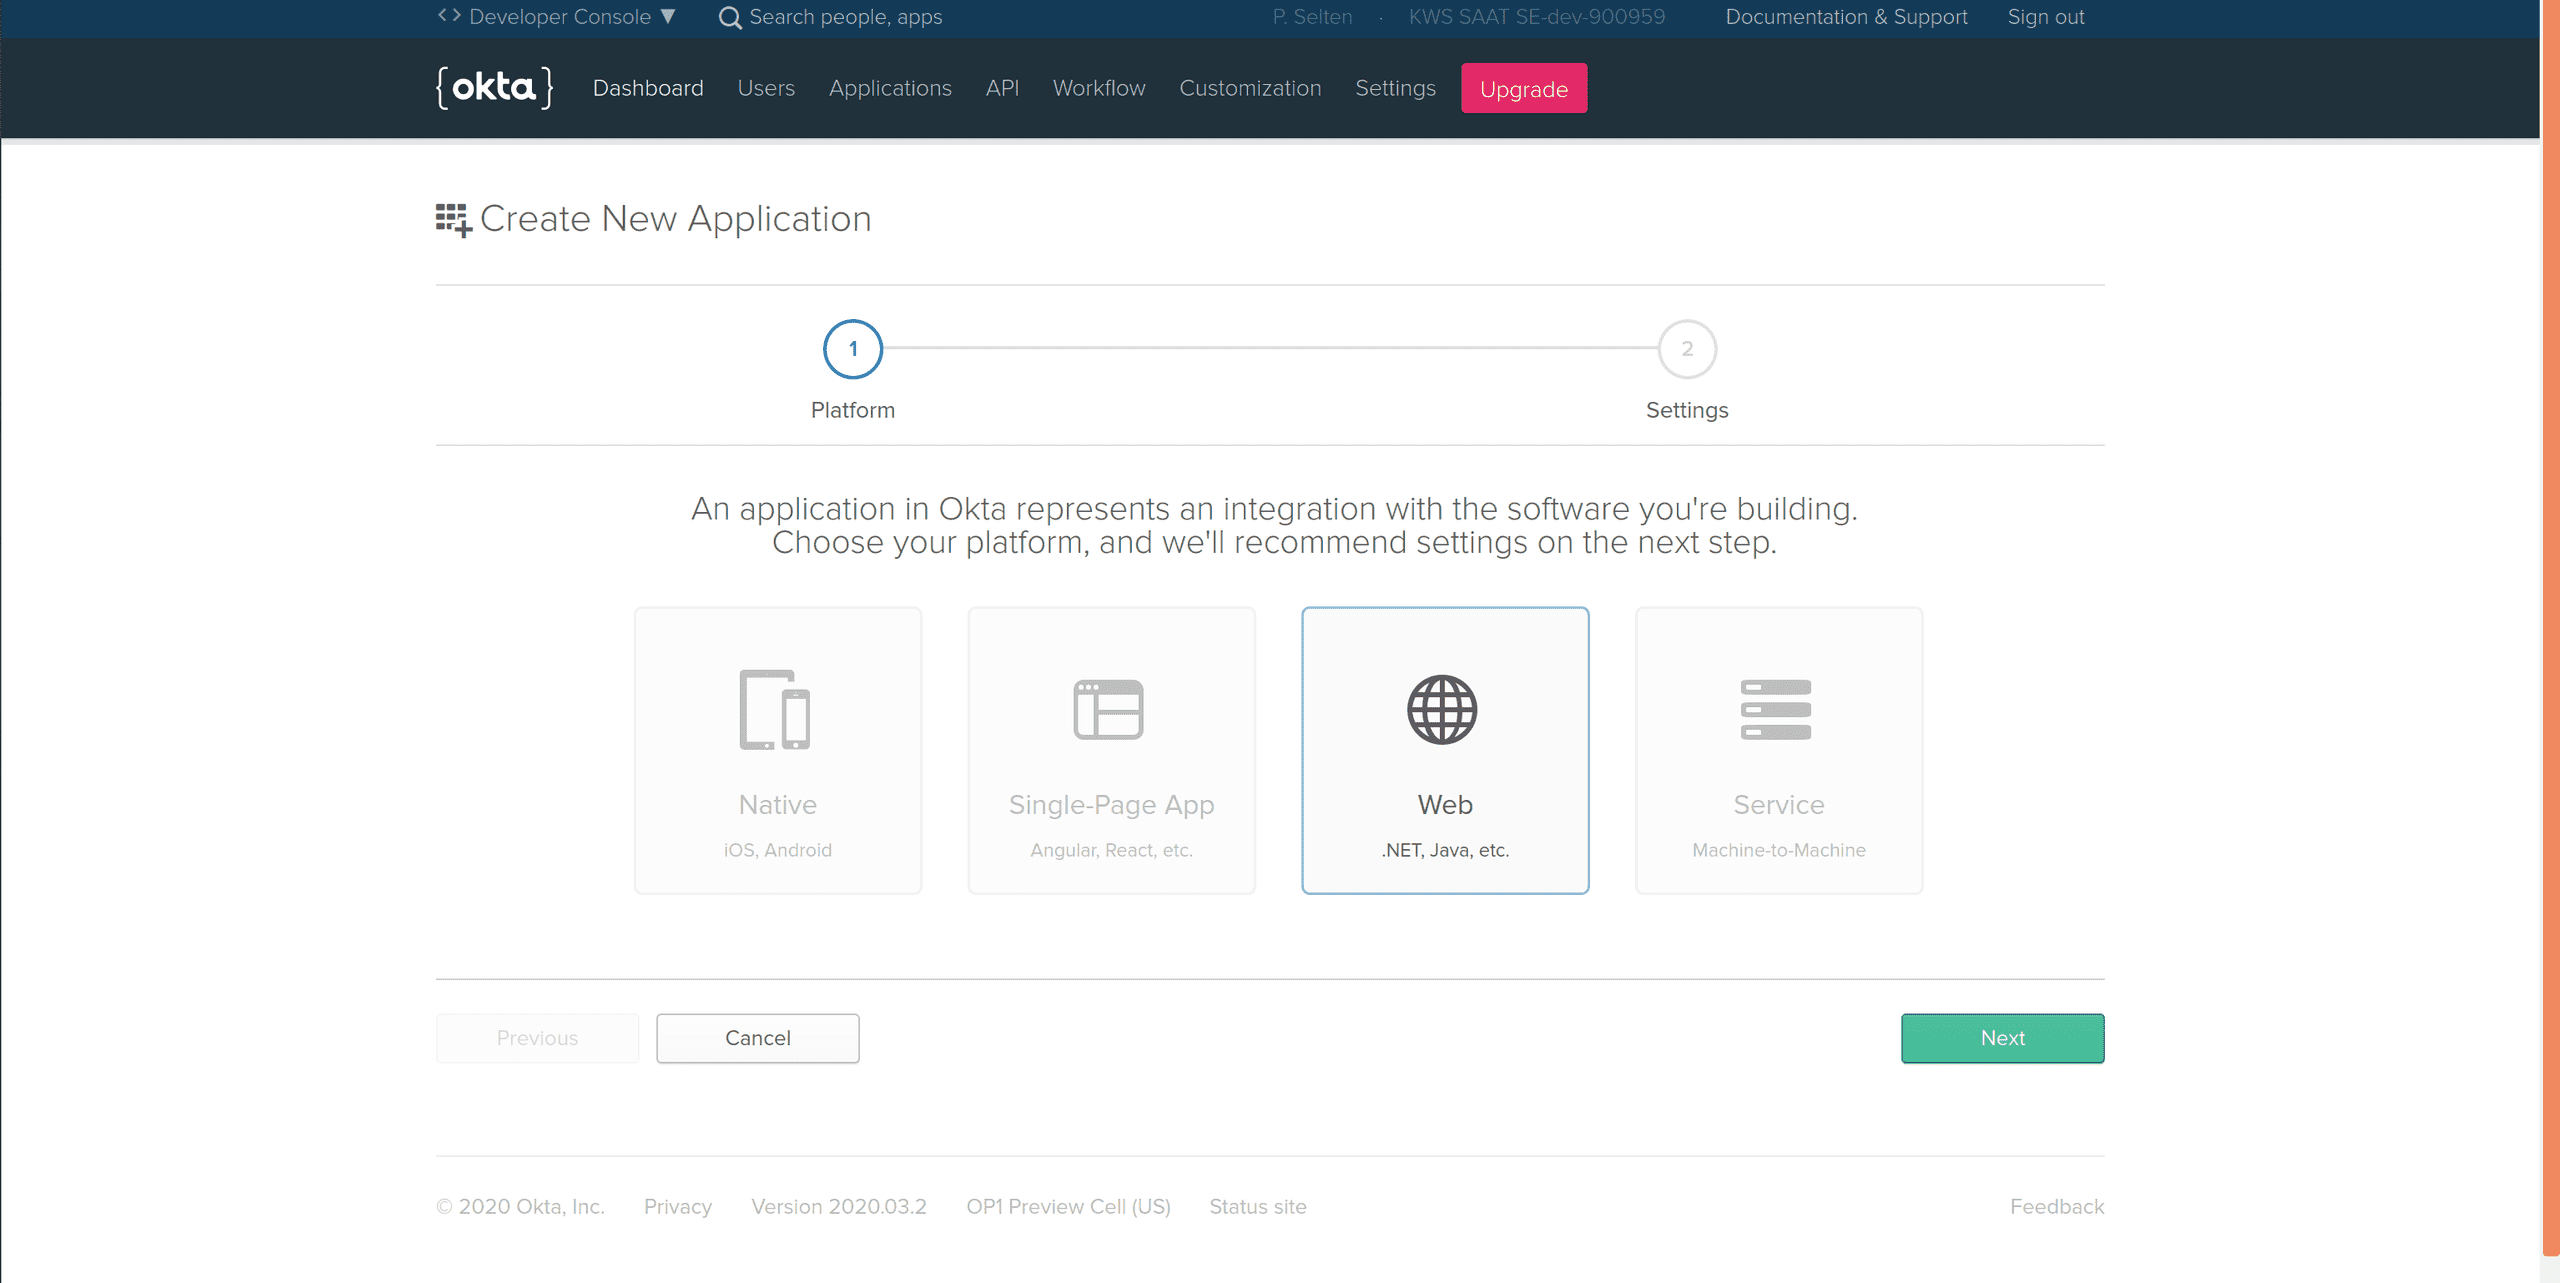 <> Developer Console ▼ Search people, apps P. Selten · KWS SAAT SE-dev-900959 Documentation & Support Sign out
{okta} Dashboard Users Applications API Workflow Customization Settings Upgrade
Create New Application
1 2
Platform Settings
An application in Okta represents an integration with the software you're building.
Choose your platform, and we'll recommend settings on the next step.
Native Single-Page App Web Service
iOS, Android Angular, React, etc. .NET, Java, etc. Machine-to-Machine
Previous Cancel Next
© 2020 Okta, Inc. Privacy Version 2020.03.2 OP1 Preview Cell (US) Status site Feedback